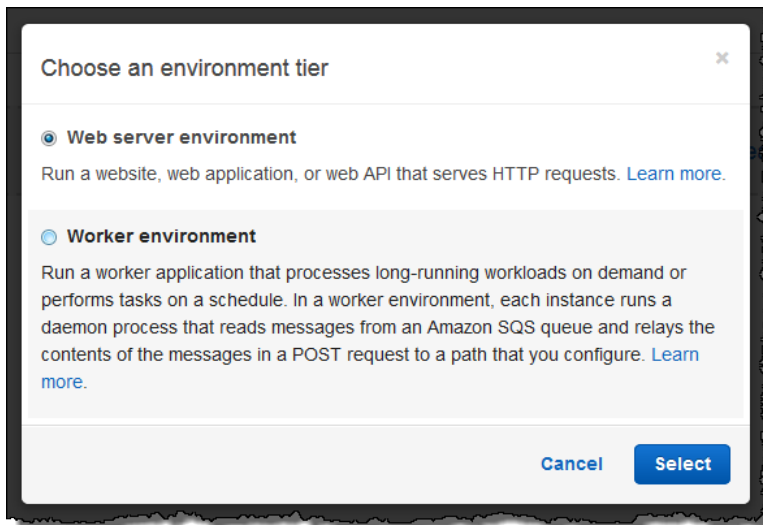 Choose an environment tier
×
Web server environment
Run a website, web application, or web API that serves HTTP requests. Learn more.
Worker environment
Run a worker application that processes long-running workloads on demand or
performs tasks on a schedule. In a worker environment, each instance runs a
daemon process that reads messages from an Amazon SQS queue and relays the
contents of the messages in a POST request to a path that you configure. Learn
more.
Cancel
Select